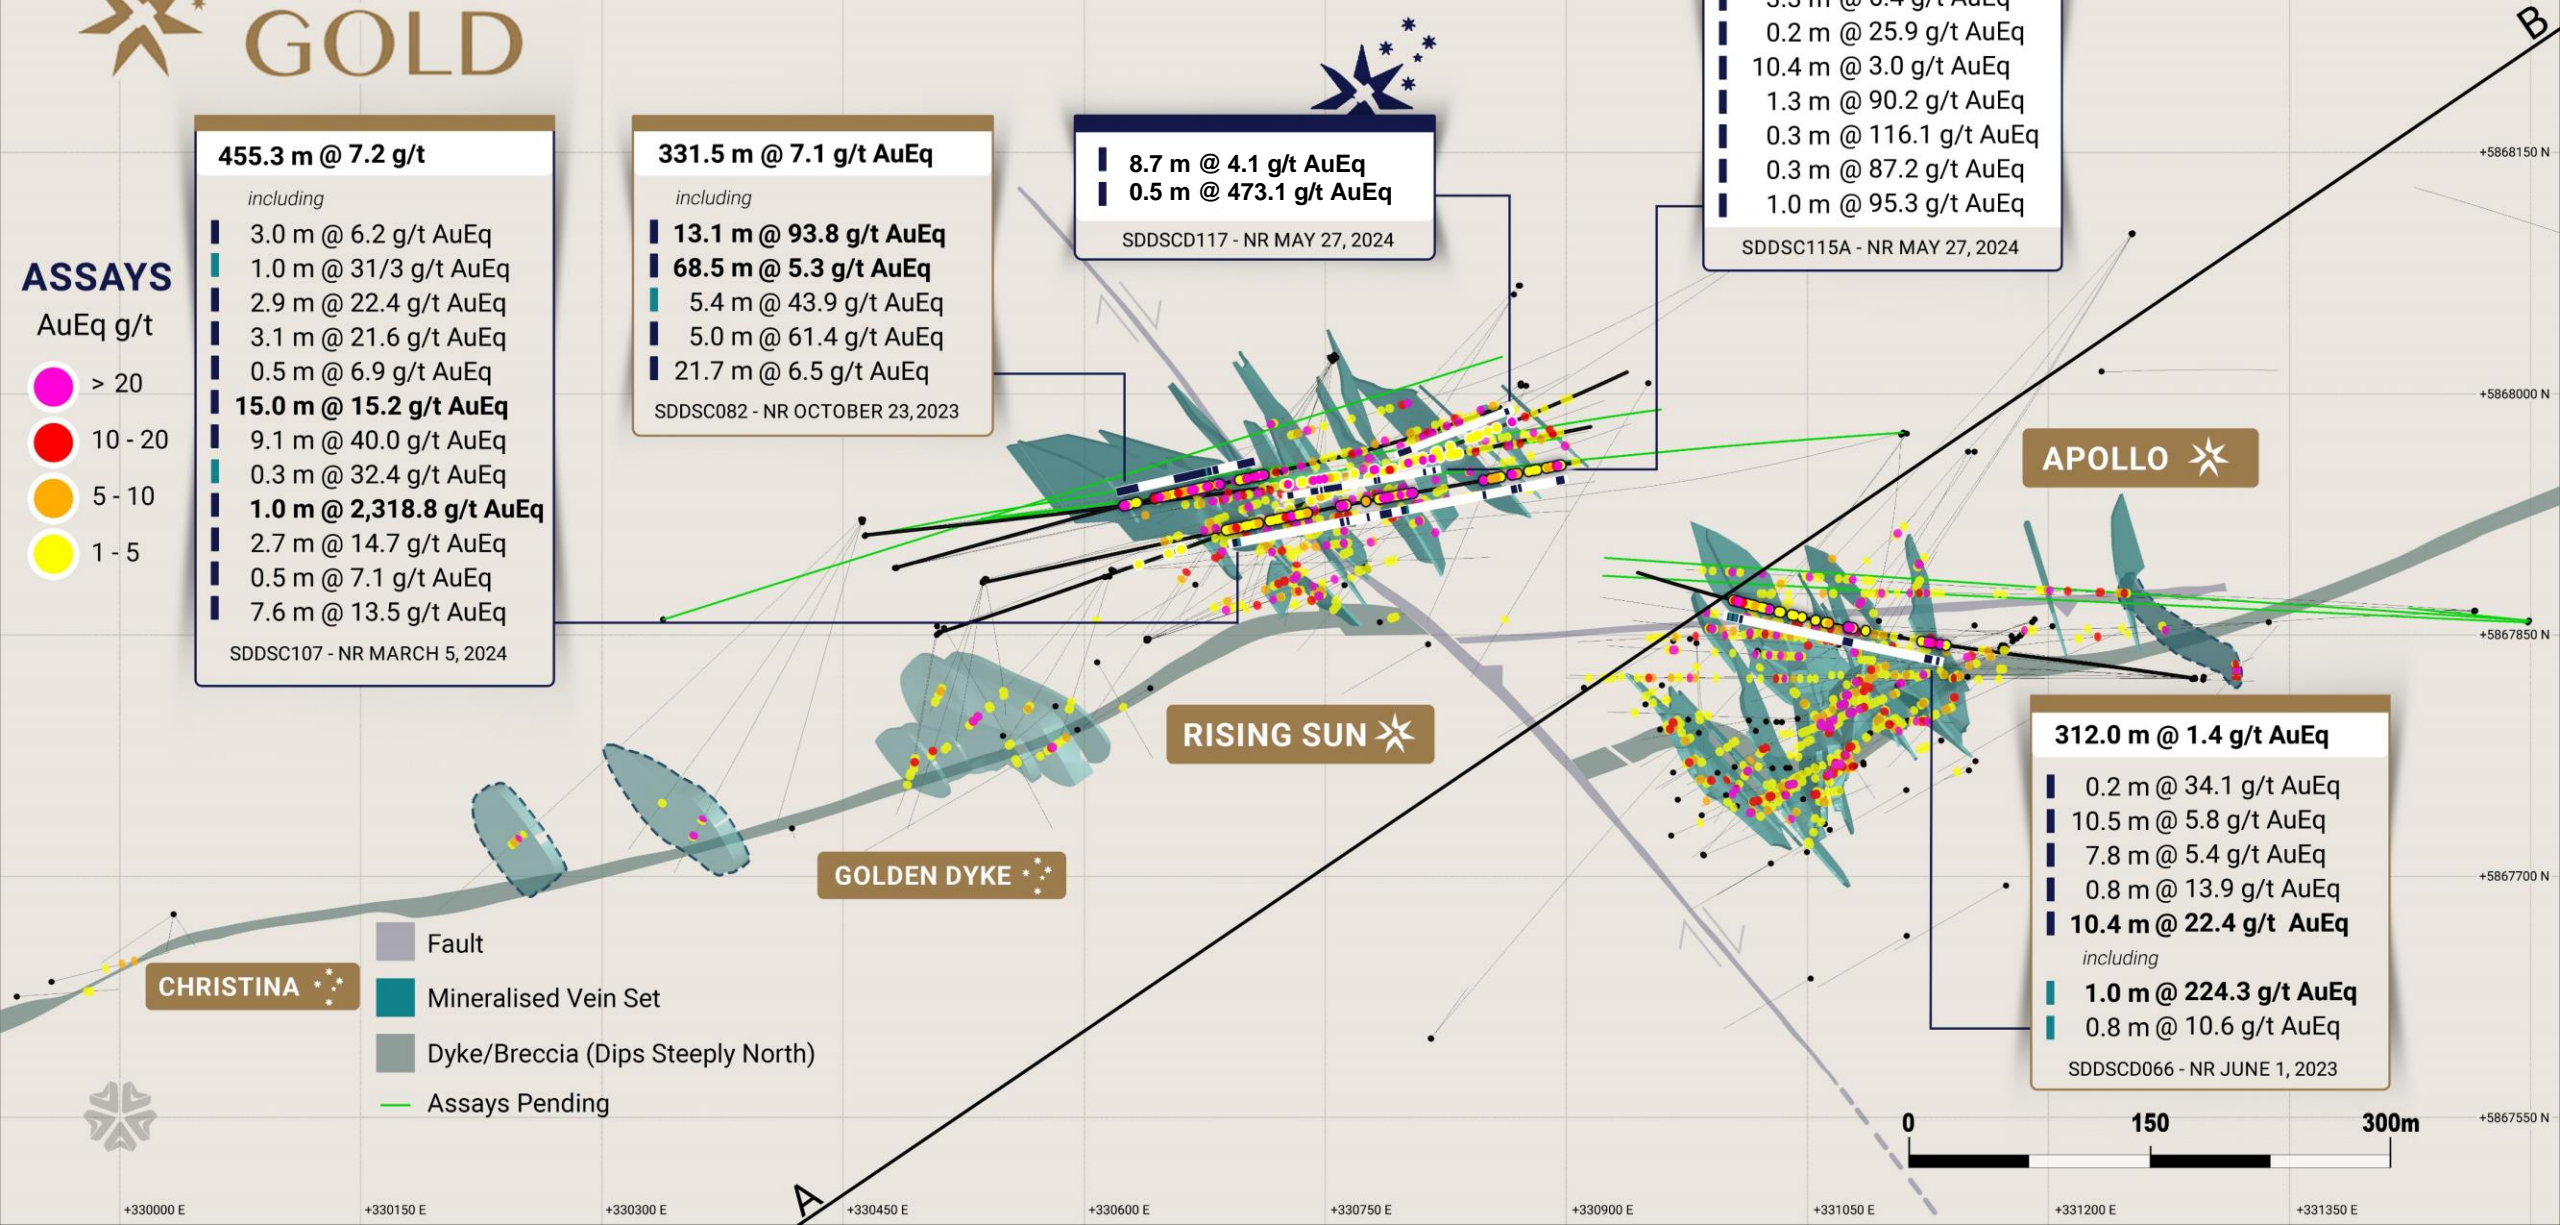 GOLD
455.3 m @ 7.2 g/t
including
3.0 m @ 6.2 g/t AuEq
1.0 m @ 31/3 g/t AuEq
2.9 m @ 22.4 g/t AuEq
3.1 m @ 21.6 g/t AuEq
0.5 m @ 6.9 g/t AuEq
15.0 m @ 15.2 g/t AuEq
9.1 m @ 40.0 g/t AuEq
0.3 m @ 32.4 g/t AuEq
1.0 m @ 2,318.8 g/t AuEq
2.7 m @ 14.7 g/t AuEq
0.5 m @ 7.1 g/t AuEq
7.6 m @ 13.5 g/t AuEq
SDDSC107 - NR MARCH 5, 2024
331.5 m @ 7.1 g/t AuEq
including
13.1 m @ 93.8 g/t AuEq
68.5 m @ 5.3 g/t AuEq
5.4 m @ 43.9 g/t AuEq
5.0 m @ 61.4 g/t AuEq
21.7 m @ 6.5 g/t AuEq
SDDSC082 - NR OCTOBER 23, 2023
8.7 m @ 4.1 g/t AuEq
0.5 m @ 473.1 g/t AuEq
SDDSCD117 - NR MAY 27, 2024
0.2 m @ 25.9 g/t AuEq
10.4 m @ 3.0 g/t AuEq
1.3 m @ 90.2 g/t AuEq
0.3 m @ 116.1 g/t AuEq
0.3 m @ 87.2 g/t AuEq
1.0 m @ 95.3 g/t AuEq
SDDSC115A - NR MAY 27, 2024
B
ASSAYS
AuEq g/t
> 20
10 - 20
5 - 10
1 - 5
+5868150 N
+5868000 N
+5867850 N
+5867700 N
+5867550 N
APOLLO
RISING SUN
GOLDEN DYKE
CHRISTINA
312.0 m @ 1.4 g/t AuEq
0.2 m @ 34.1 g/t AuEq
10.5 m @ 5.8 g/t AuEq
7.8 m @ 5.4 g/t AuEq
0.8 m @ 13.9 g/t AuEq
10.4 m @ 22.4 g/t AuEq
including
1.0 m @ 224.3 g/t AuEq
0.8 m @ 10.6 g/t AuEq
SDDSCD066 - NR JUNE 1, 2023
Fault
Mineralised Vein Set
Dyke/Breccia (Dips Steeply North)
Assays Pending
0 150 300m
A
+330000 E +330150 E +330300 E +330450 E +330600 E +330750 E +330900 E +331050 E +331200 E +331350 E